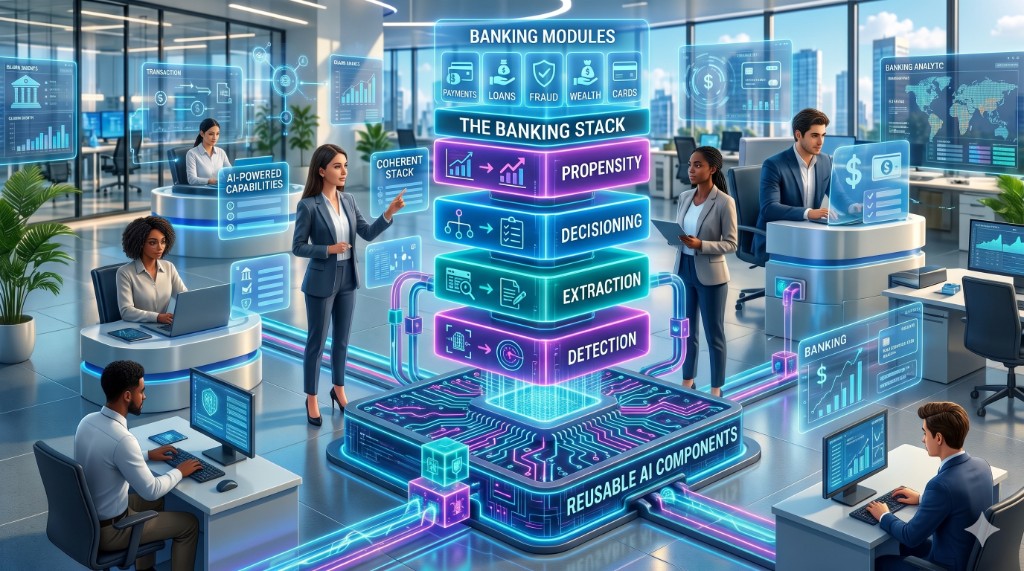 BANKING MODULES
PAYMENTS
LOANS
FRAUD
WEALTH
CARDS
THE BANKING STACK
PROPENSITY
DECISIONING
EXTRACTION
DETECTION
REUSABLE AI COMPONENTS
TRANSACTION
AI-POWERED
CAPABILITIES
COHERENT
STACK
BANKING ANALYTC
BANKING